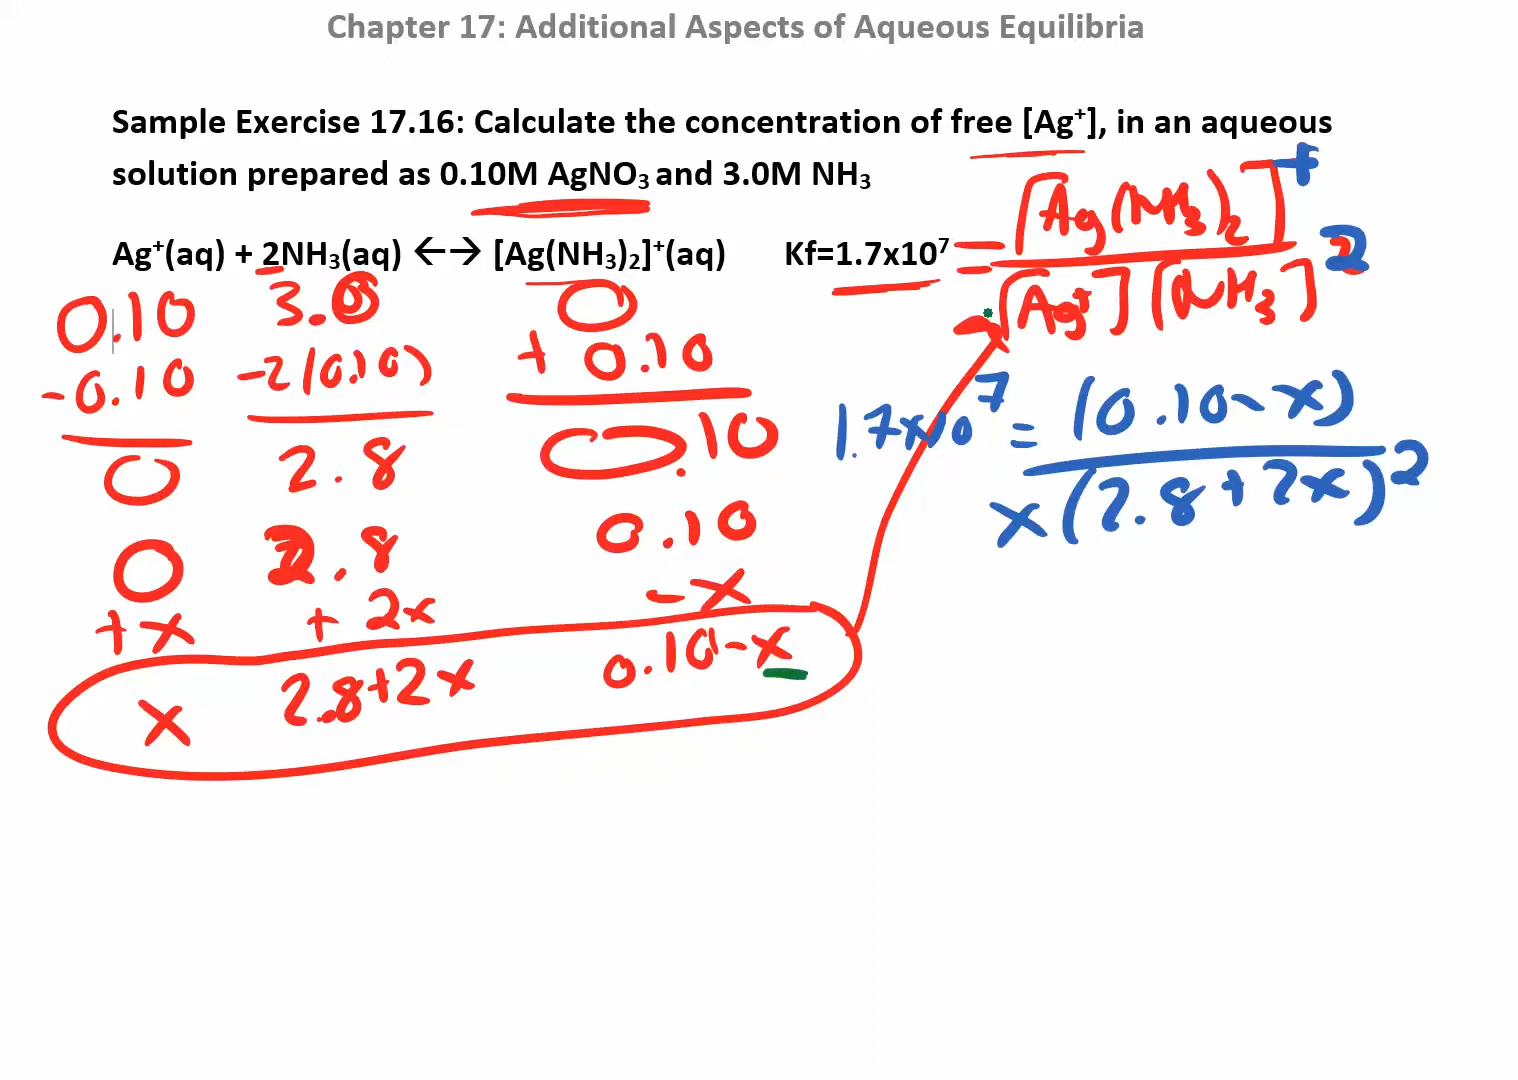 Chapter 17: Additional Aspects of Aqueous Equilibria
Sample Exercise 17.16: Calculate the concentration of free [Ag⁺], in an aqueous
solution prepared as 0.10M AgNO₃ and 3.0M NH₃
Ag⁺(aq) + 2NH₃(aq) ←→ [Ag(NH₃)₂]⁺(aq) Kf=1.7x10⁷ = [Ag(NH₃)₂]⁺
[Ag⁺] [NH₃]²
0.10 3.0 0
-0.10 -2(0.10) + 0.10
0 2.8 0.10
1.7x10⁷ = (0.10-x)
x(2.8+2x)²
0 2.8 0.10
+x + 2x -x
x 2.8+2x 0.10-x